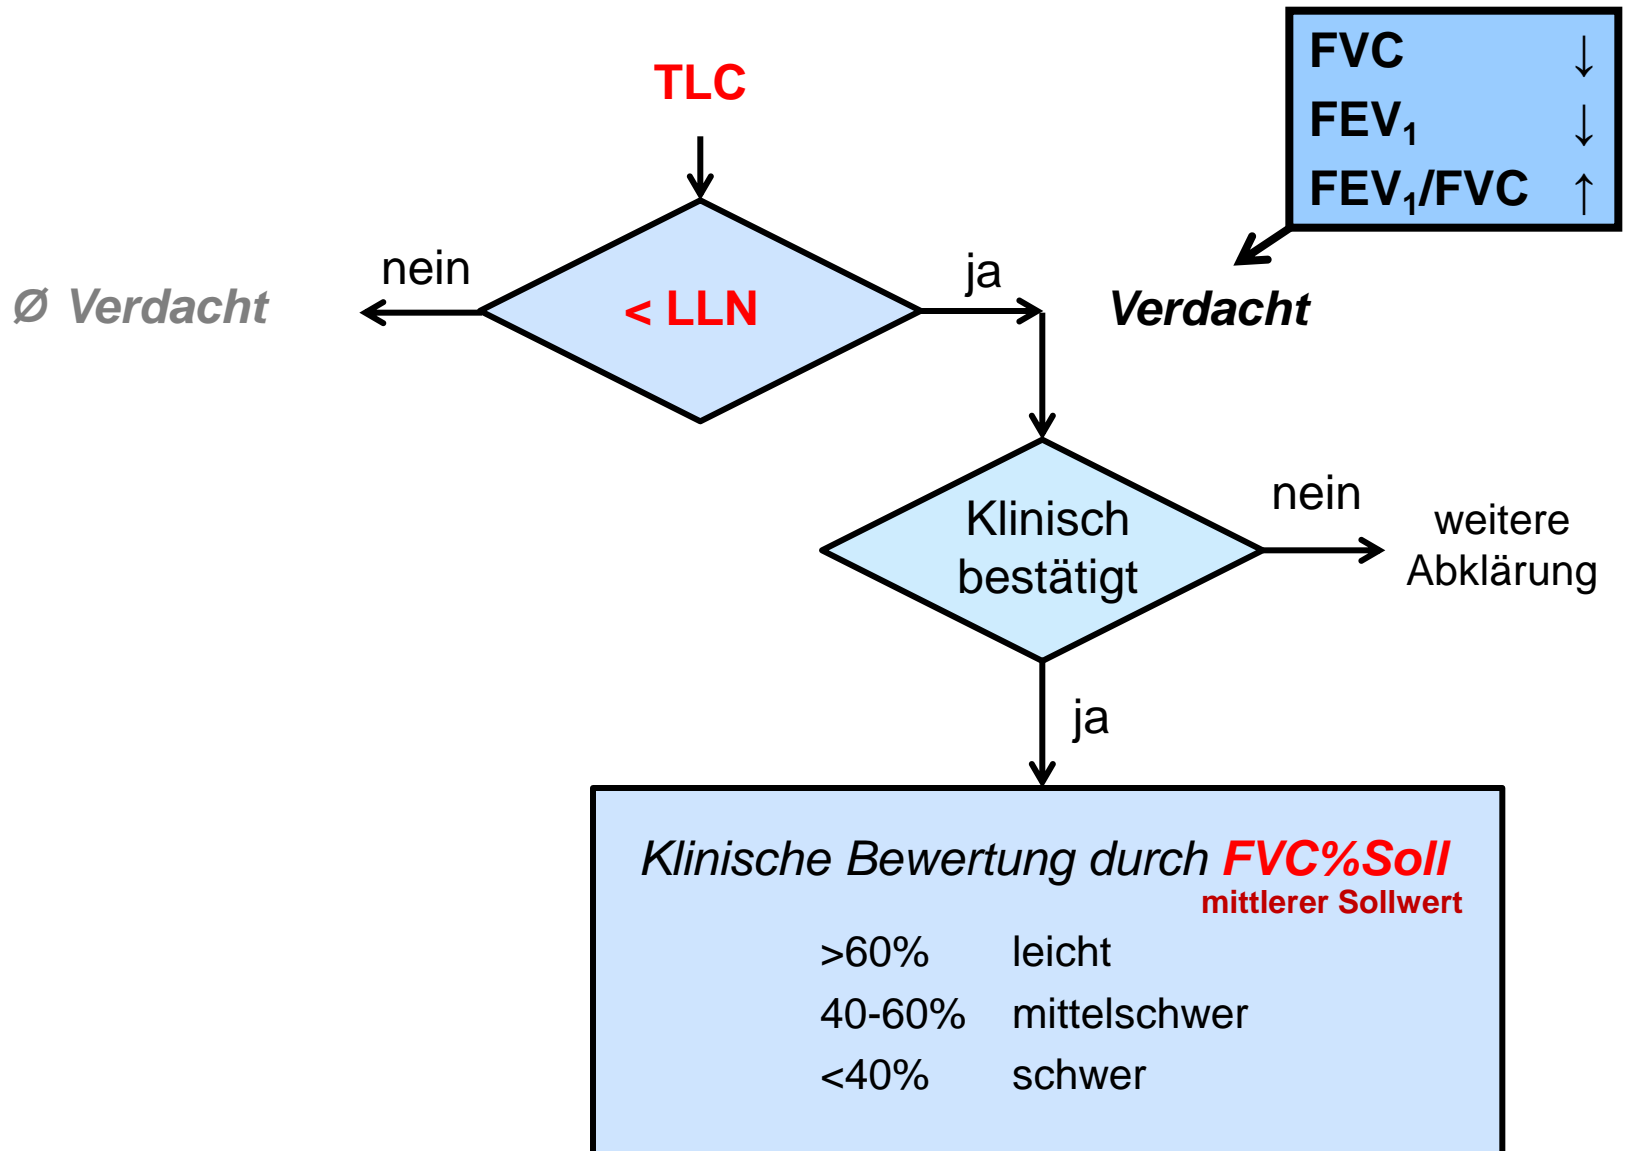 FVC ↓
FEV₁ ↓
FEV₁/FVC ↑
TLC
nein
ja
Ø Verdacht
< LLN
Verdacht
Klinisch
bestätigt
nein
weitere
Abklärung
ja
Klinische Bewertung durch FVC%Soll
mittlerer Sollwert
>60% leicht
40-60% mittelschwer
<40% schwer